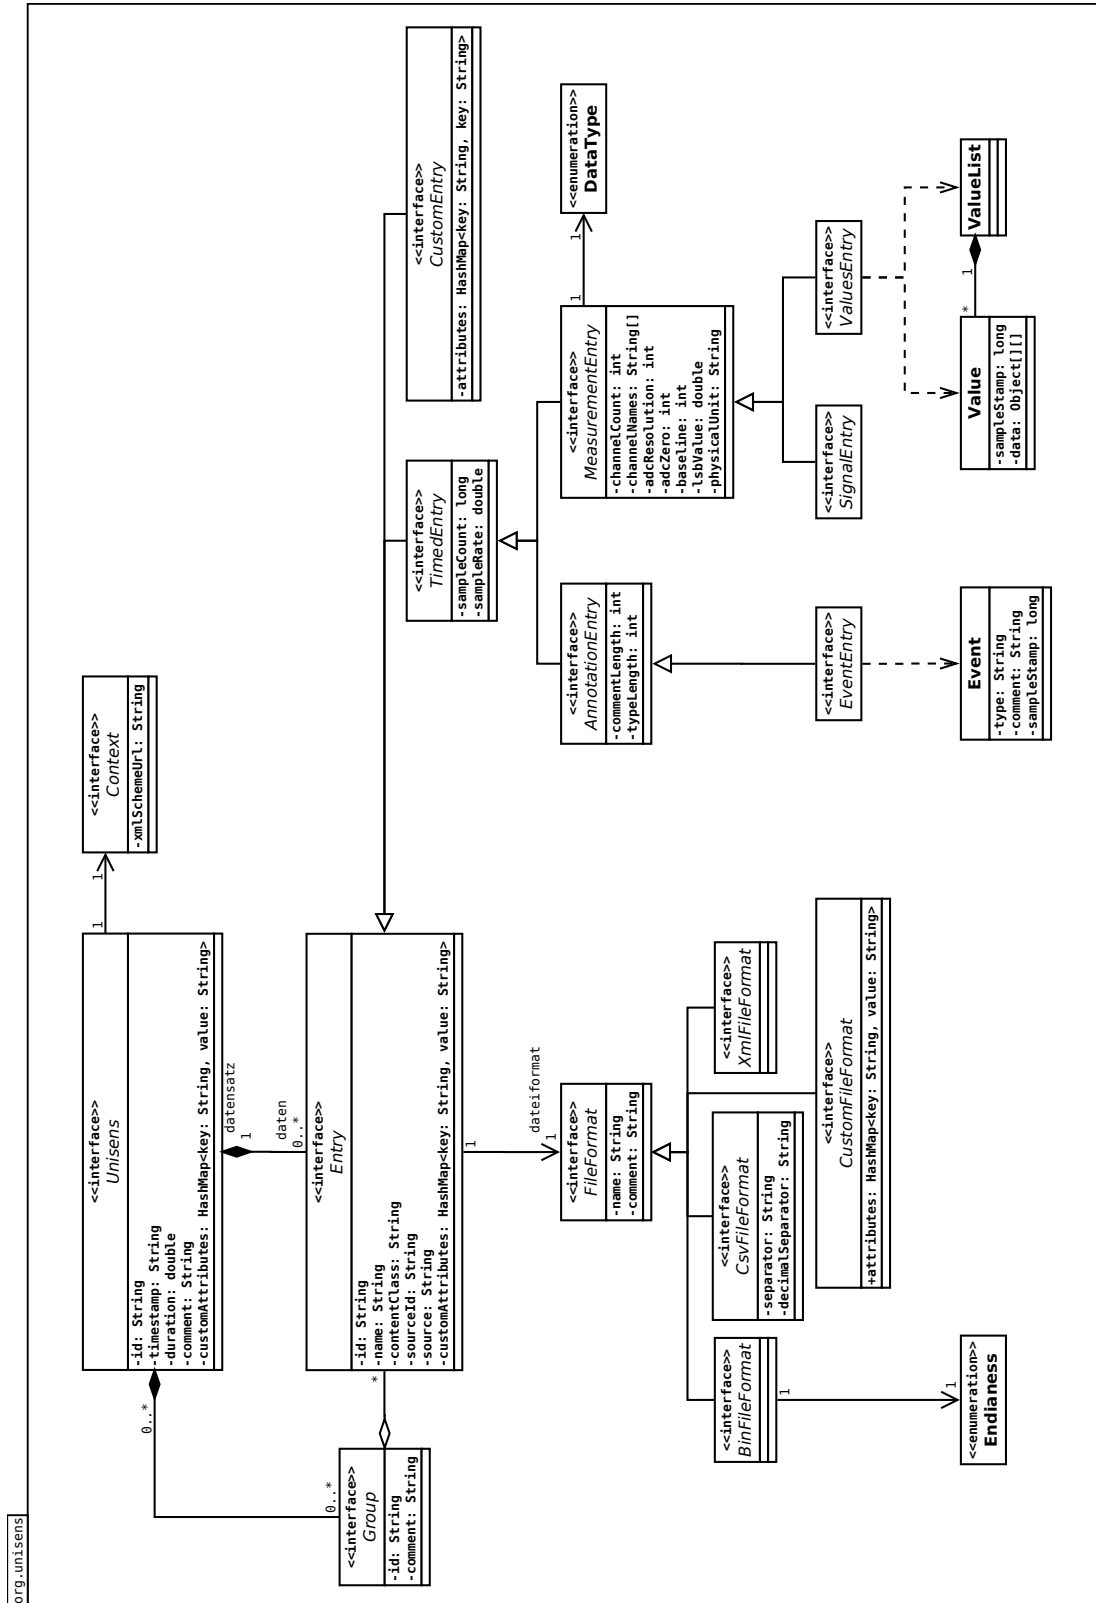 org.unisens
<<interface>>
Unisens
-id: String
-timestamp: String
-duration: double
-comment: String
-customAttributes: HashMap<key: String, value: String>
1
1
<<interface>>
Context
-xmlSchemeUrl: String
0..*
0..*
datensatz
1
daten
0..*
<<interface>>
Group
-id: String
-comment: String
*
<<interface>>
Entry
-id: String
-name: String
-contentClass: String
-sourceId: String
-source: String
-customAttributes: HashMap<key: String, value: String>
<<interface>>
TimedEntry
-sampleCount: long
-sampleRate: double
<<interface>>
CustomEntry
-attributes: HashMap<key: String, key: String>
1
dateiformat
1
<<interface>>
FileFormat
-name: String
-comment: String
<<interface>>
AnnotationEntry
-commentLength: int
-typeLength: int
<<interface>>
MeasurementEntry
-channelCount: int
-channelNames: String[]
-adcResolution: int
-adcZero: int
-baseline: int
-lsbValue: double
-physicalUnit: String
1
1
<<enumeration>>
DataType
<<interface>>
BinFileFormat
1
1
<<interface>>
CsvFileFormat
-separator: String
-decimalSeparator: String
<<interface>>
XmlFileFormat
<<interface>>
CustomFileFormat
+attributes: HashMap<key: String, value: String>
<<interface>>
EventEntry
<<interface>>
SignalEntry
<<interface>>
ValuesEntry
<<enumeration>>
Endianess
Event
-type: String
-comment: String
-sampleStamp: long
Value
-sampleStamp: long
-data: Object[][]
*
1
ValueList